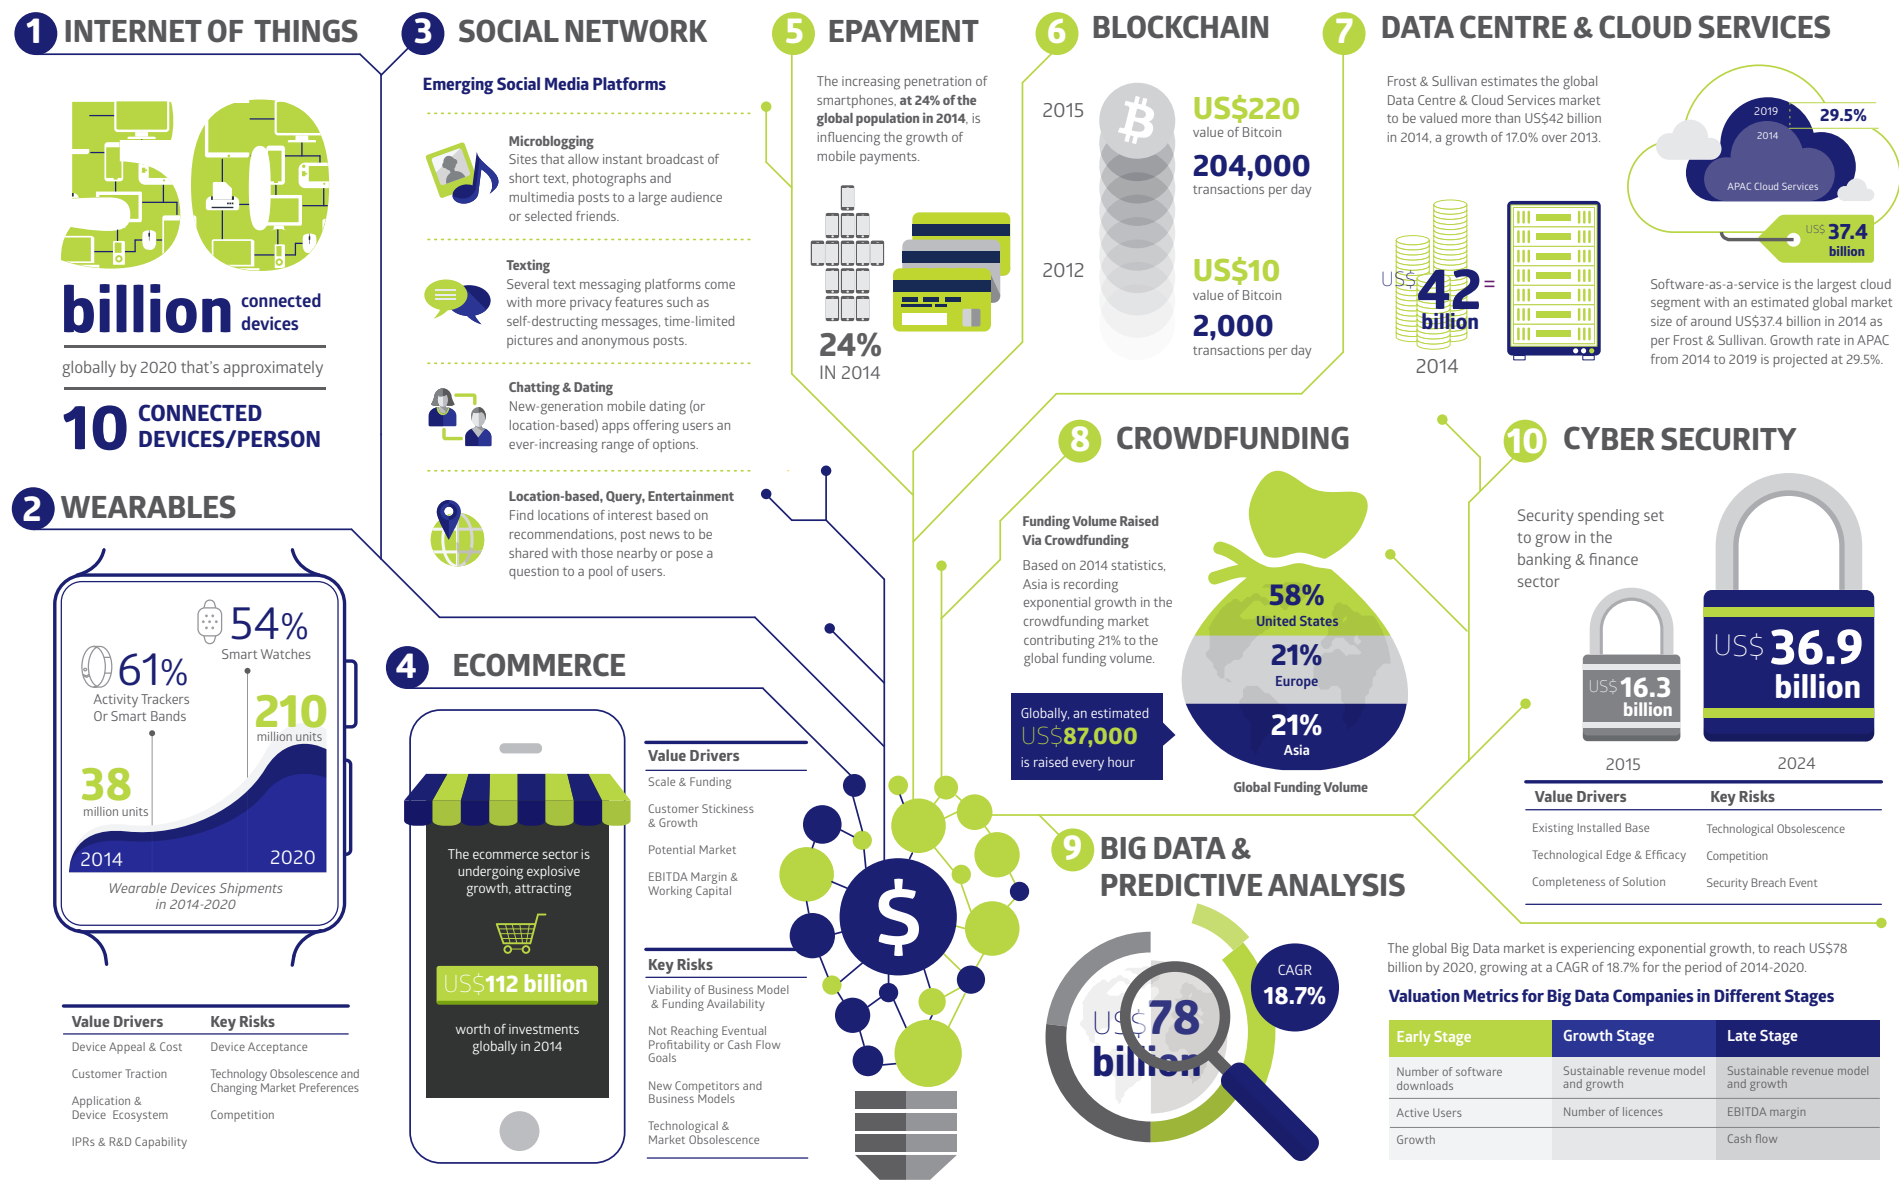 1 INTERNET OF THINGS
50
billion connected
devices
globally by 2020 that's approximately
10 CONNECTED
DEVICES/PERSON
2 WEARABLES
54%
Smart Watches
61%
Activity Trackers
Or Smart Bands
210
million units
38
million units
2014
2020
Wearable Devices Shipments
in 2014-2020
Value Drivers
Device Appeal & Cost
Customer Traction
Application &
Device Ecosystem
IPRs & R&D Capability
Key Risks
Device Acceptance
Technology Obsolescence and
Changing Market Preferences
Competition
3 SOCIAL NETWORK
Emerging Social Media Platforms
Microblogging
Sites that allow instant broadcast of
short text, photographs and
multimedia posts to a large audience
or selected friends.
Texting
Several text messaging platforms come
with more privacy features such as
self-destructing messages, time-limited
pictures and anonymous posts.
Chatting & Dating
New-generation mobile dating (or
location-based) apps offering users an
ever-increasing range of options.
Location-based, Query, Entertainment
Find locations of interest based on
recommendations, post news to be
shared with those nearby or pose a
question to a pool of users.
4 ECOMMERCE
The ecommerce sector is
undergoing explosive
growth, attracting
US$112 billion
worth of investments
globally in 2014
Value Drivers
Scale & Funding
Customer Stickiness
& Growth
Potential Market
EBITDA Margin &
Working Capital
Key Risks
Viability of Business Model
& Funding Availability
Not Reaching Eventual
Profitability or Cash Flow
Goals
New Competitors and
Business Models
Technological &
Market Obsolescence
$
5 EPAYMENT
The increasing penetration of
smartphones, at 24% of the
global population in 2014, is
influencing the growth of
mobile payments.
24%
IN 2014
6 BLOCKCHAIN
2015
US$220
value of Bitcoin
204,000
transactions per day
2012
US$10
value of Bitcoin
2,000
transactions per day
7 DATA CENTRE & CLOUD SERVICES
Frost & Sullivan estimates the global
Data Centre & Cloud Services market
to be valued more than US$42 billion
in 2014, a growth of 17.0% over 2013.
US$ 42 =
billion
2014
2019
29.5%
2014
APAC Cloud Services
US$ 37.4
billion
Software-as-a-service is the largest cloud
segment with an estimated global market
size of around US$37.4 billion in 2014 as
per Frost & Sullivan. Growth rate in APAC
from 2014 to 2019 is projected at 29.5%.
8 CROWDFUNDING
Funding Volume Raised
Via Crowdfunding
Based on 2014 statistics,
Asia is recording
exponential growth in the
crowdfunding market
contributing 21% to the
global funding volume.
Globally, an estimated
US$87,000
is raised every hour
58%
United States
21%
Europe
21%
Asia
Global Funding Volume
9 BIG DATA &
PREDICTIVE ANALYSIS
US$78
billion
CAGR
18.7%
The global Big Data market is experiencing exponential growth, to reach US$78
billion by 2020, growing at a CAGR of 18.7% for the period of 2014-2020.
Valuation Metrics for Big Data Companies in Different Stages
Early Stage Growth Stage Late Stage
Number of software
downloads
Sustainable revenue model
and growth
Sustainable revenue model
and growth
Active Users Number of licences EBITDA margin
Growth Cash flow
10 CYBER SECURITY
Security spending set
to grow in the
banking & finance
sector
US$ 16.3
billion
2015
US$ 36.9
billion
2024
Value Drivers
Existing Installed Base
Technological Edge & Efficacy
Completeness of Solution
Key Risks
Technological Obsolescence
Competition
Security Breach Event